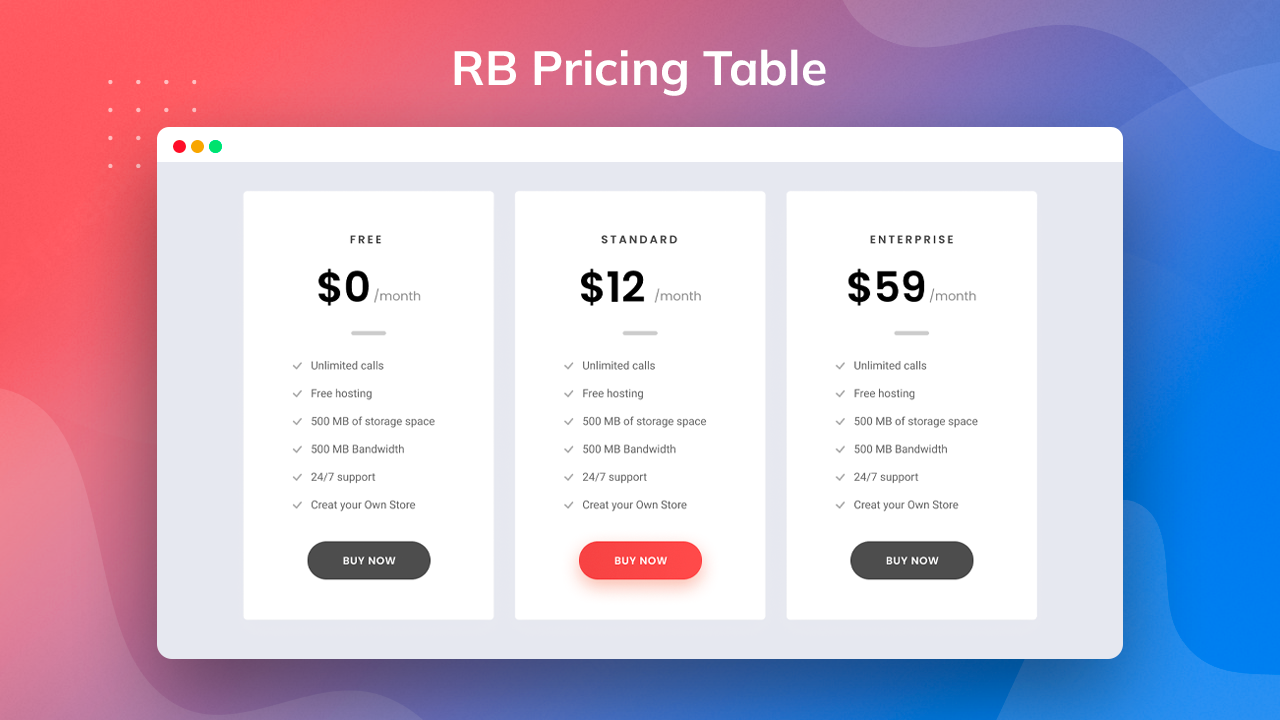 RB Pricing Table
FREE
$0 /month
Unlimited calls
Free hosting
500 MB of storage space
500 MB Bandwidth
24/7 support
Creat your Own Store
BUY NOW
STANDARD
$12 /month
Unlimited calls
Free hosting
500 MB of storage space
500 MB Bandwidth
24/7 support
Creat your Own Store
BUY NOW
ENTERPRISE
$59 /month
Unlimited calls
Free hosting
500 MB of storage space
500 MB Bandwidth
24/7 support
Creat your Own Store
BUY NOW